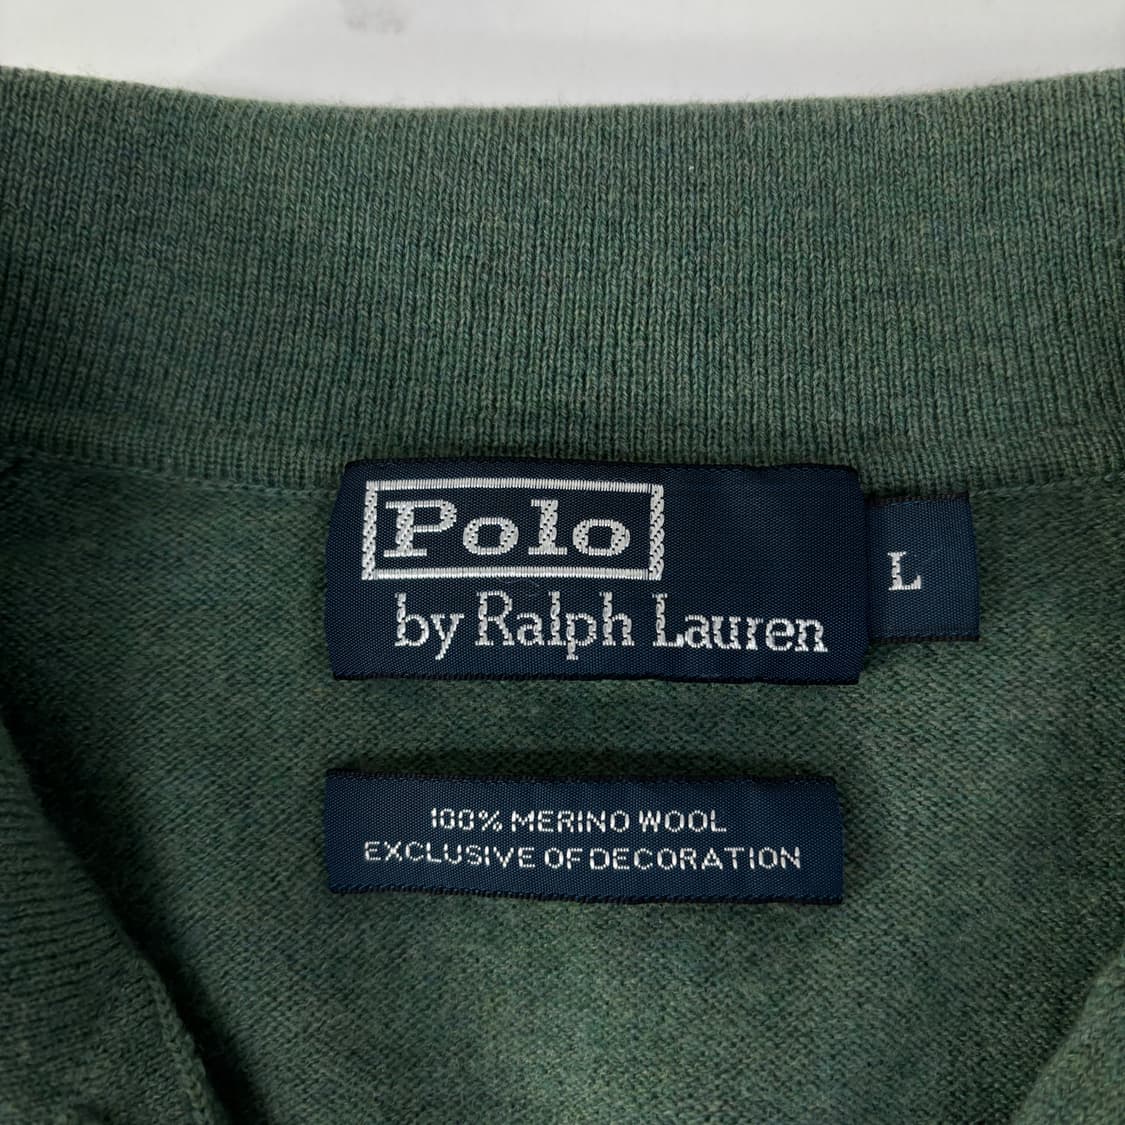 Polo
by Ralph Lauren
L
100% MERINO WOOL
EXCLUSIVE OF DECORATION